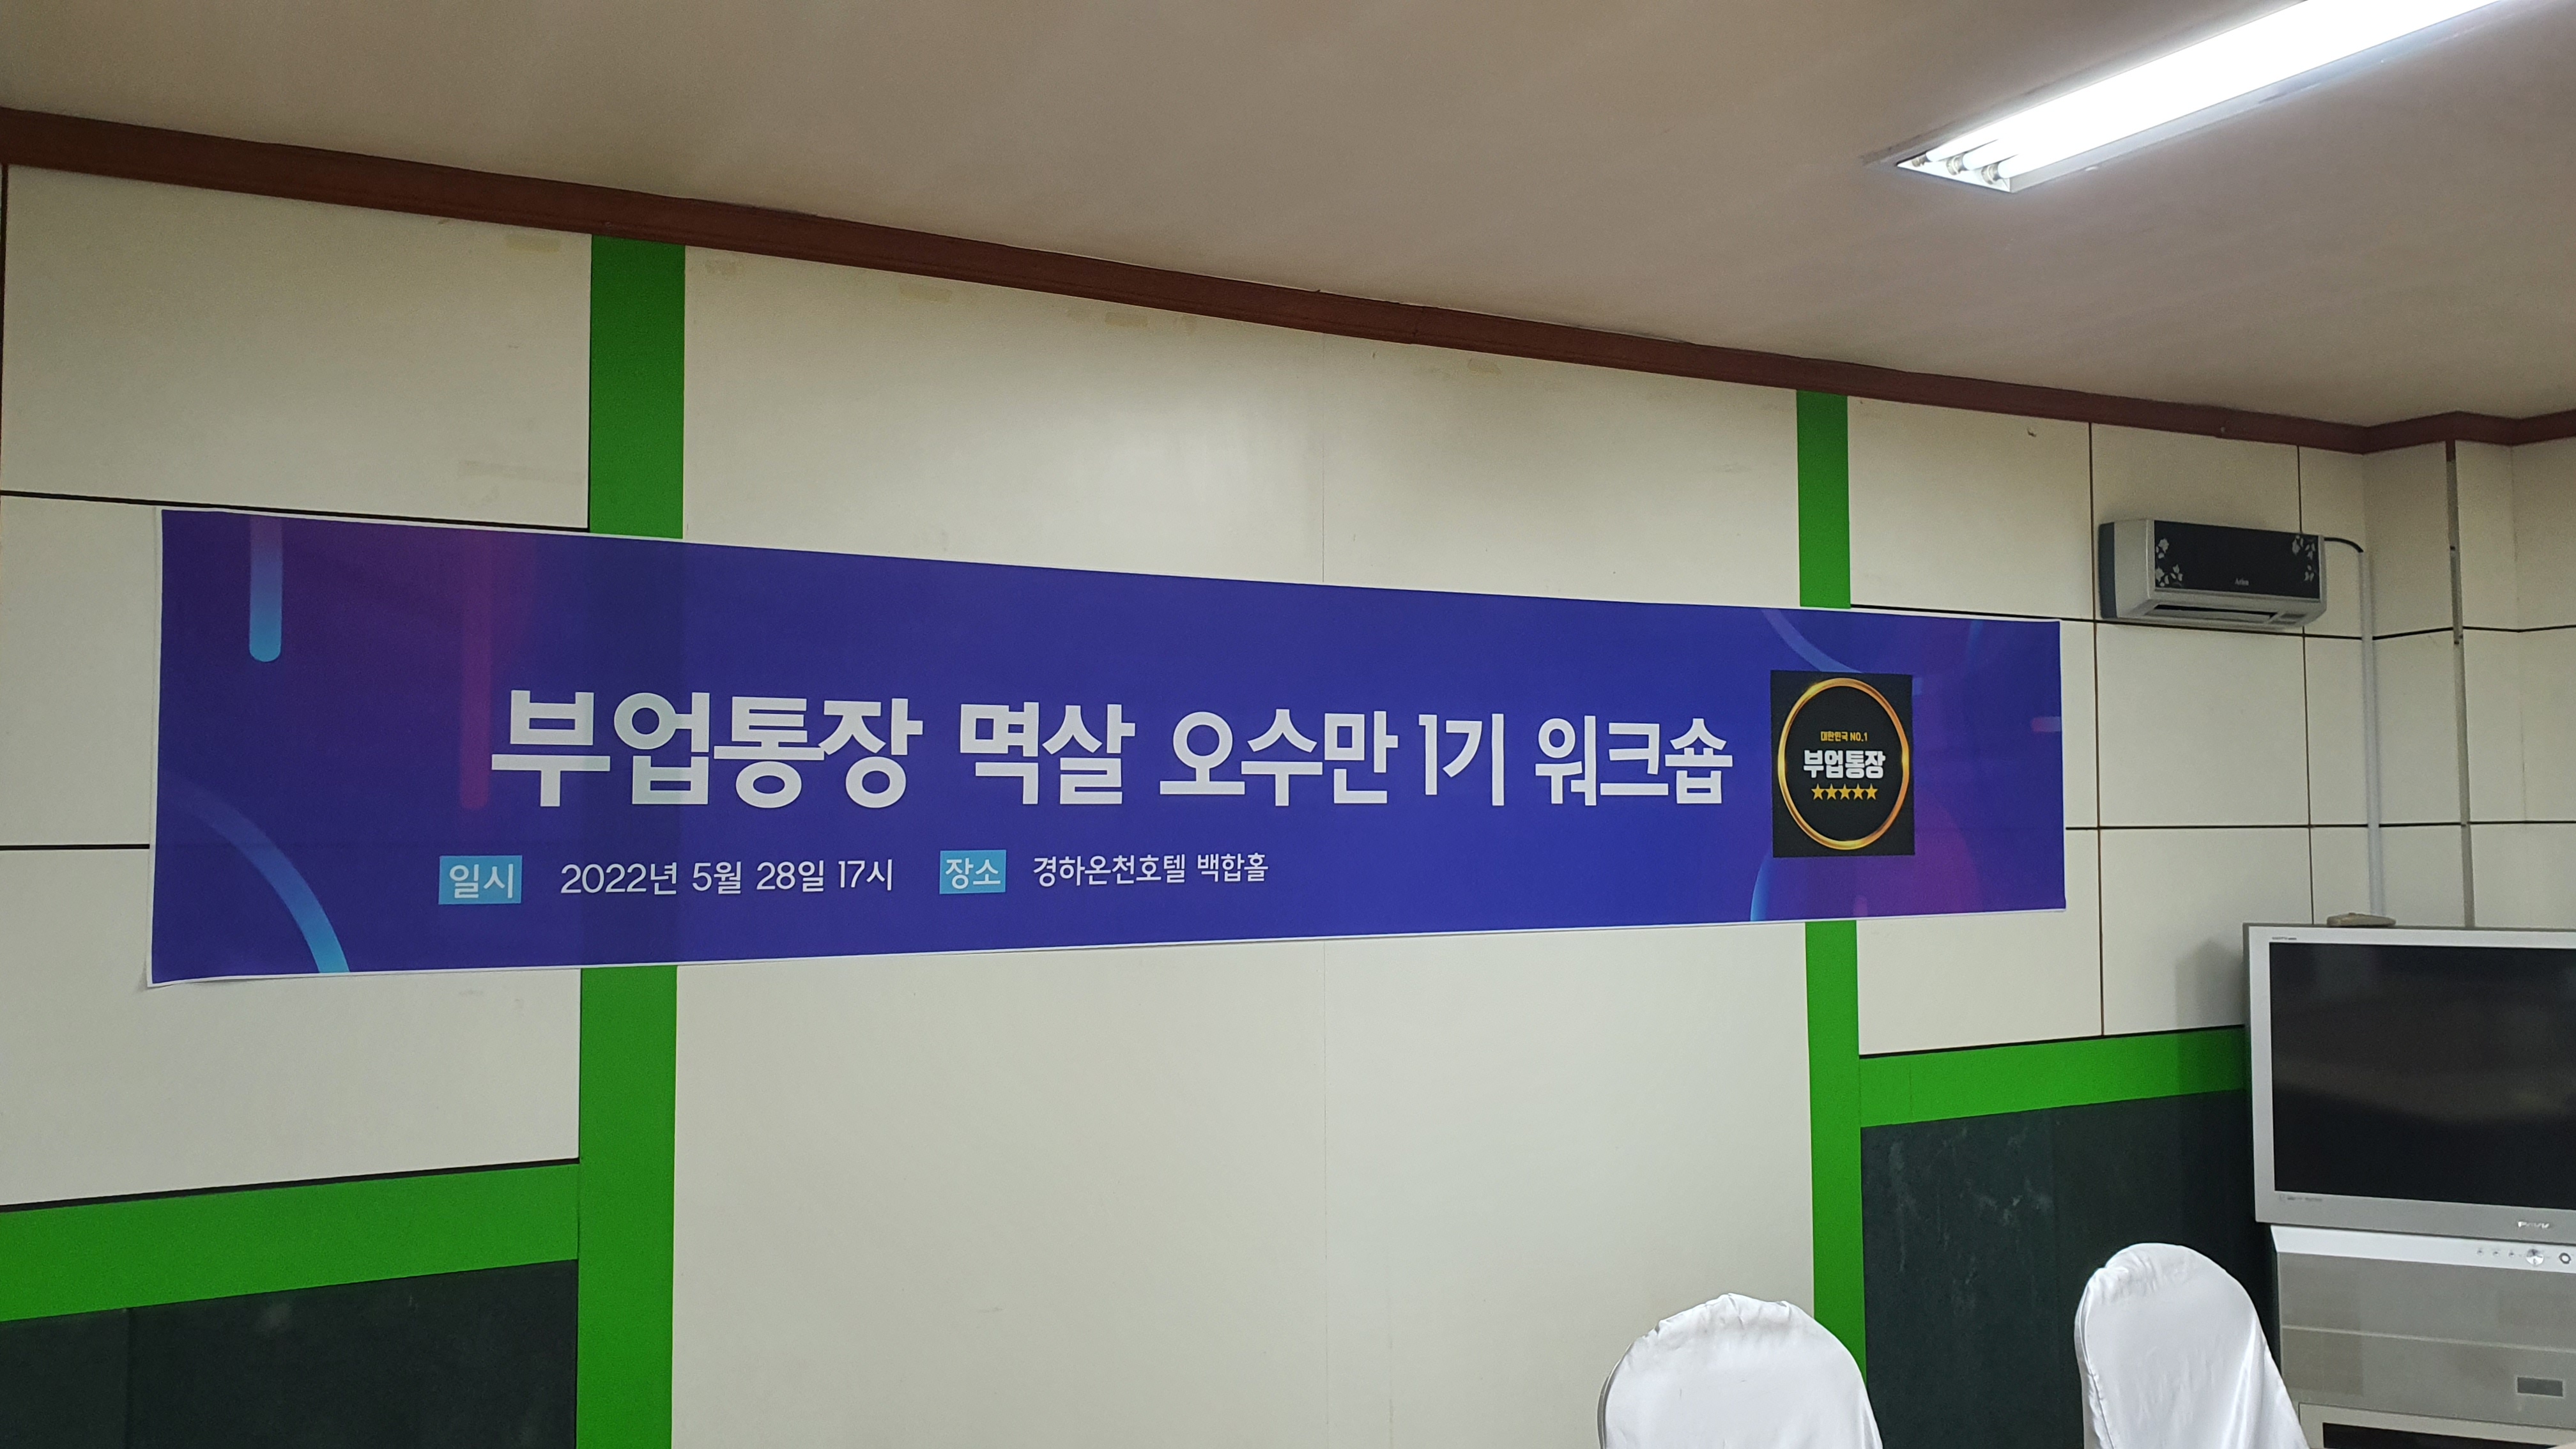 부업통장 멱살 오수만 1기 워크숍
대한민국 NO.1
부업통장
일시 2022년 5월 28일 17시 장소 경하온천호텔 백합홀